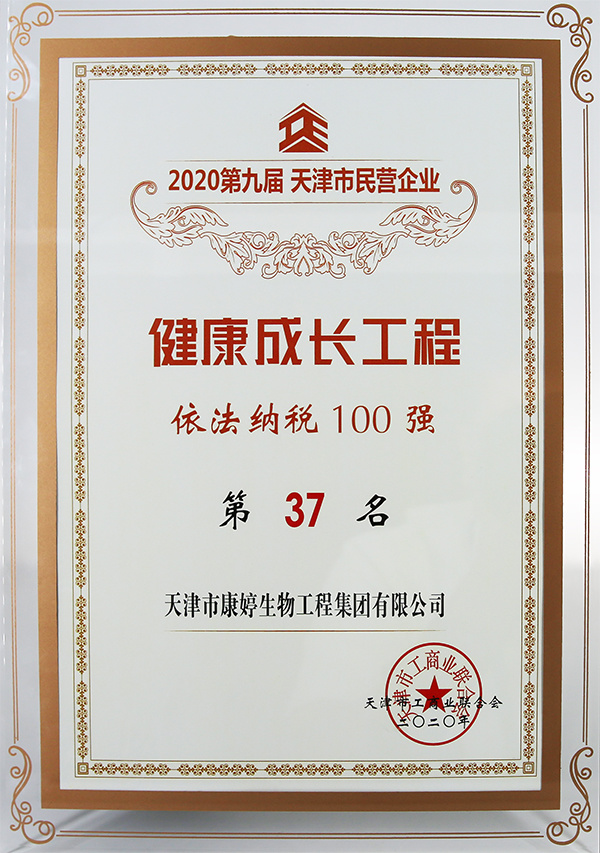 2020第九届 天津市民营企业
健康成长工程
依法纳税100强
第 37 名
天津市康婷生物工程集团有限公司
天津市工商业联合会
天津市工商业联合会
二〇二〇年